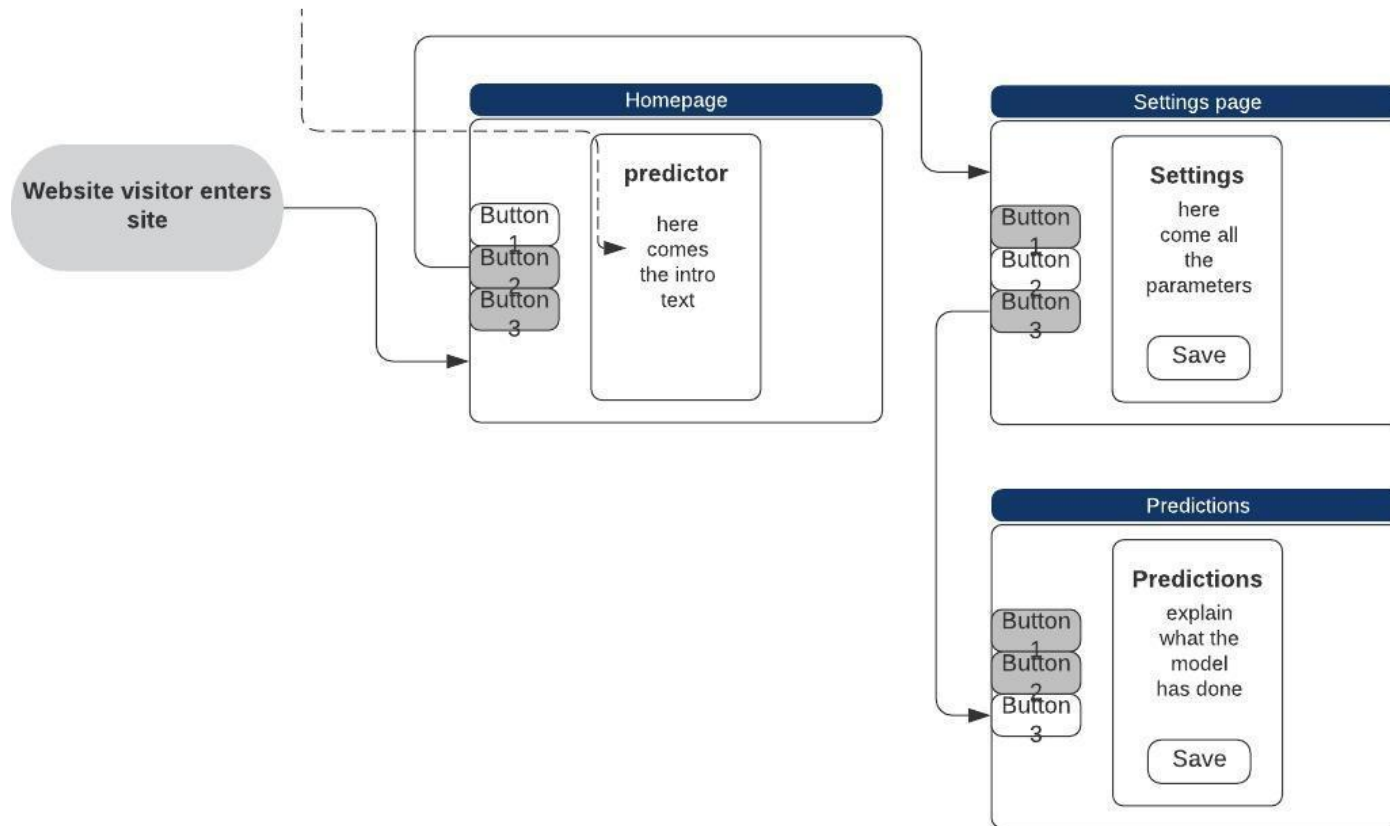 Homepage
Settings page
Website visitor enters
site
predictor
here
comes
the intro
text
Button
1
Button
2
Button
3
Settings
here
come all
the
parameters
Save
Button
1
Button
2
Button
3
Predictions
Predictions
explain
what the
model
has done
Save
Button
1
Button
2
Button
3